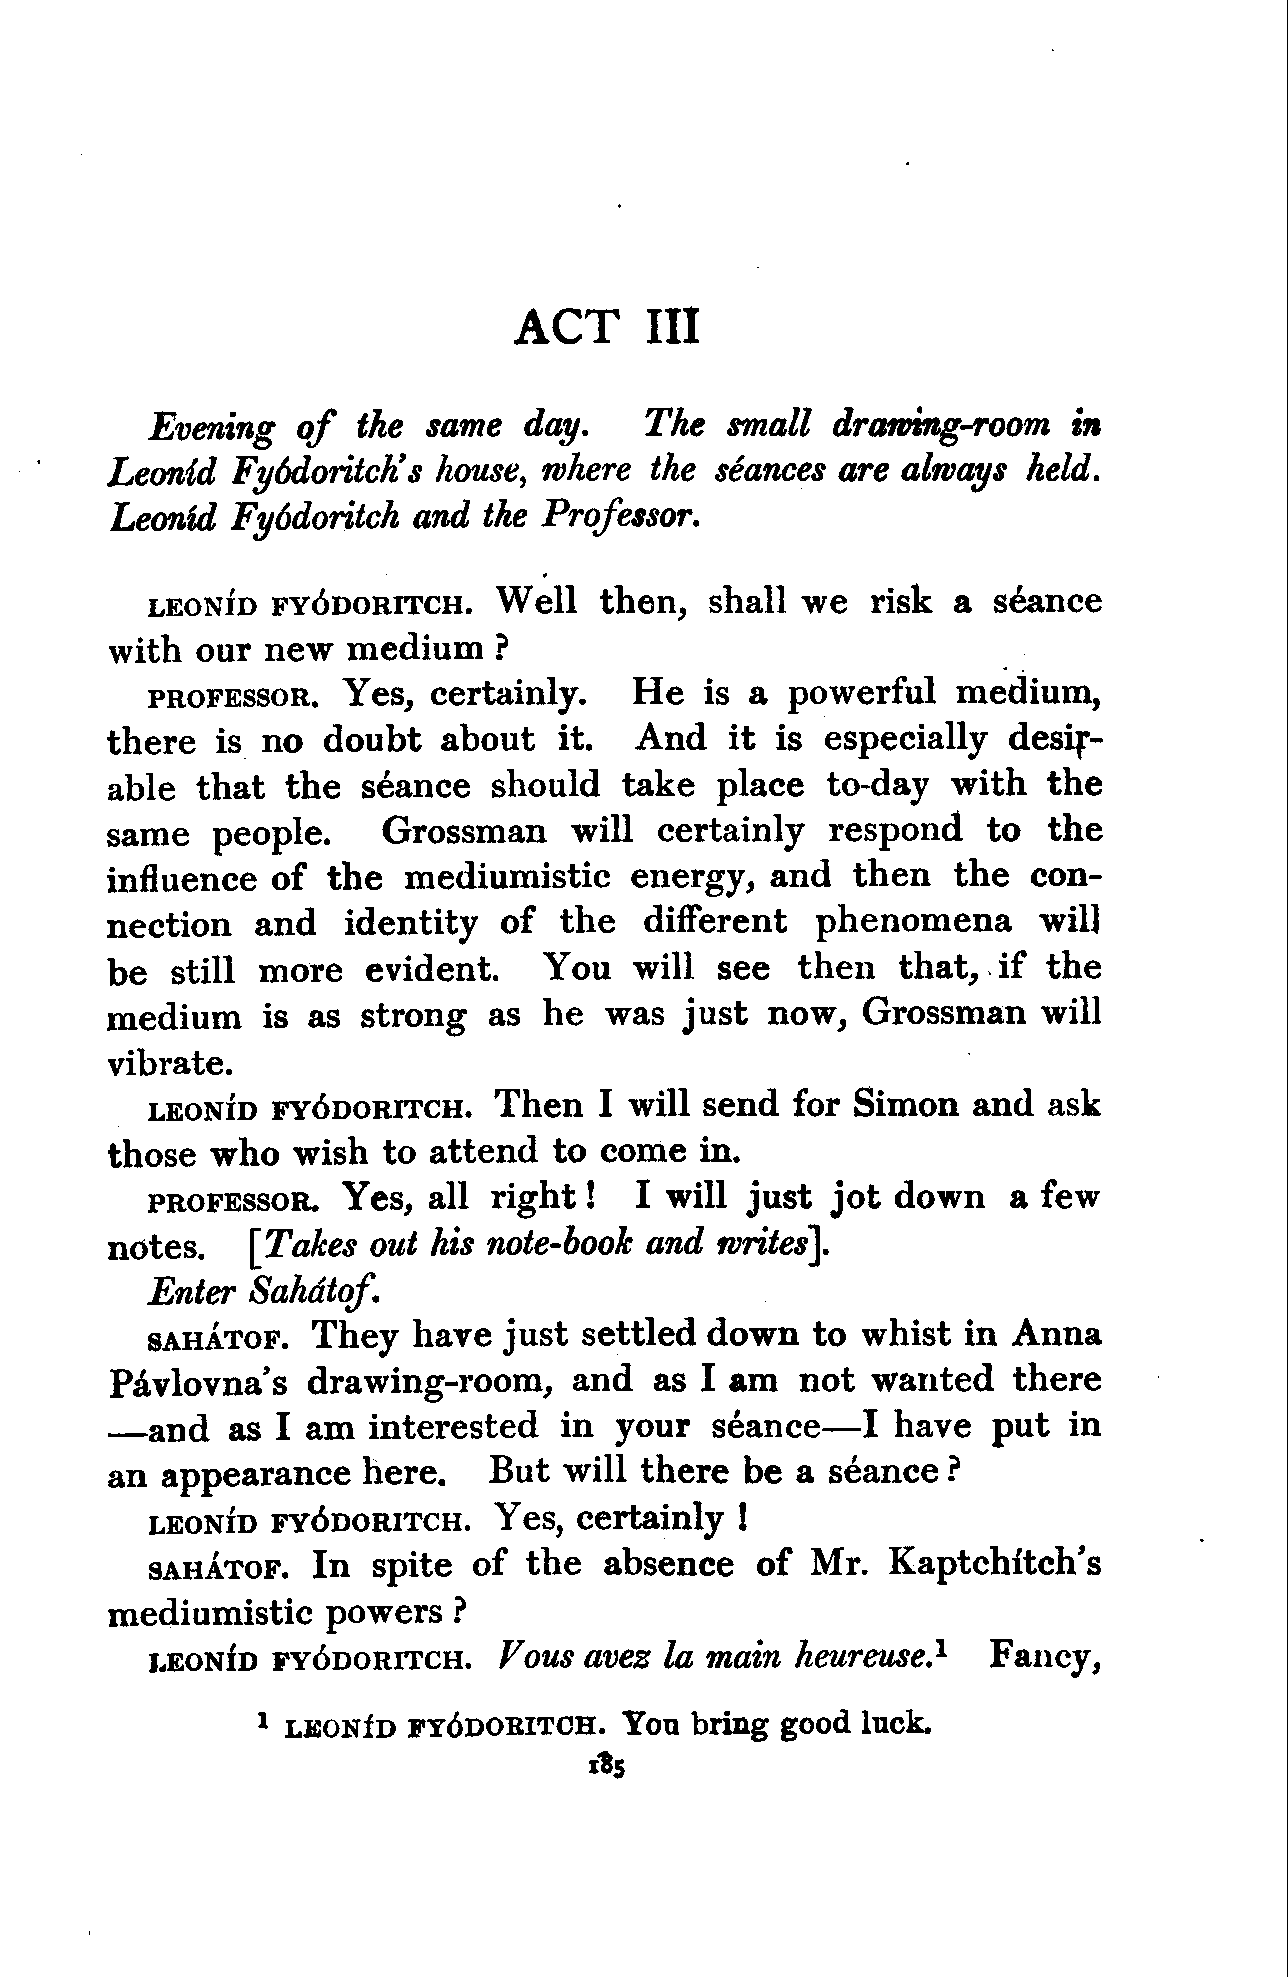 ACT III
Evening of the same day. The small drawing-room in
Leoníd Fyódoritch's house, where the séances are always held.
Leoníd Fyódoritch and the Professor.
LEONÍD FYÓDORITCH. Well then, shall we risk a séance
with our new medium ?
PROFESSOR. Yes, certainly. He is a powerful medium,
there is no doubt about it. And it is especially desir-
able that the séance should take place to-day with the
same people. Grossman will certainly respond to the
influence of the mediumistic energy, and then the con-
nection and identity of the different phenomena will
be still more evident. You will see then that, if the
medium is as strong as he was just now, Grossman will
vibrate.
LEONÍD FYÓDORITCH. Then I will send for Simon and ask
those who wish to attend to come in.
PROFESSOR. Yes, all right ! I will just jot down a few
notes. [Takes out his note-book and writes].
Enter Sahátof.
SAHÁTOF. They have just settled down to whist in Anna
Pávlovna's drawing-room, and as I am not wanted there
—and as I am interested in your séance—I have put in
an appearance here. But will there be a séance ?
LEONÍD FYÓDORITCH. Yes, certainly !
SAHÁTOF. In spite of the absence of Mr. Kaptchítch's
mediumistic powers ?
LEONÍD FYÓDORITCH. Vous avez la main heureuse.¹ Fancy,
¹ LEONÍD FYÓDORITCH. You bring good luck.
185